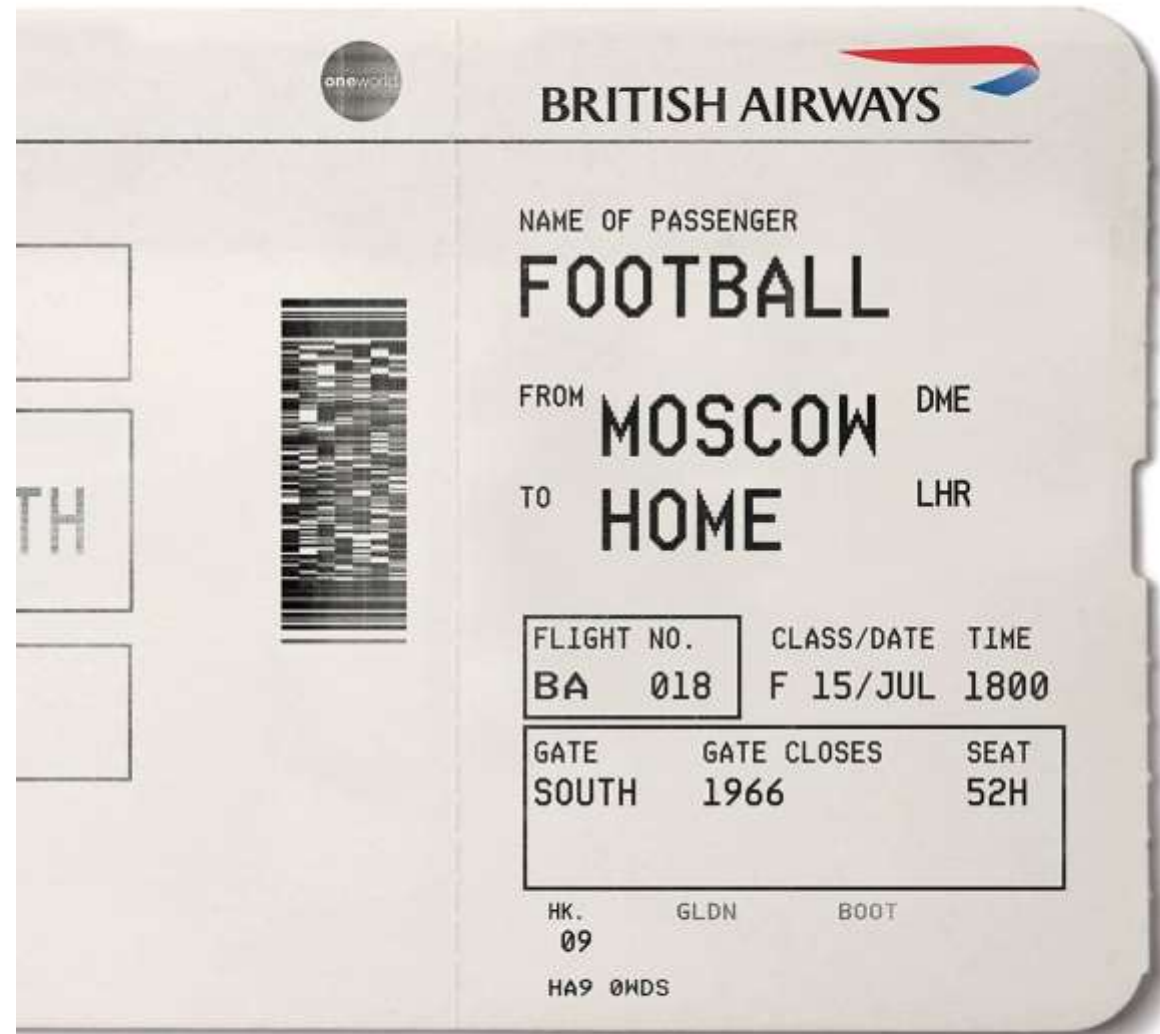 oneworld
BRITISH AIRWAYS
NAME OF PASSENGER
FOOTBALL
FROM MOSCOW DME
TO HOME LHR
TH
FLIGHT NO. CLASS/DATE TIME
BA 018 F 15/JUL 1800
GATE GATE CLOSES SEAT
SOUTH 1966 52H
HK. GLDN BOOT
09
HA9 0WDS